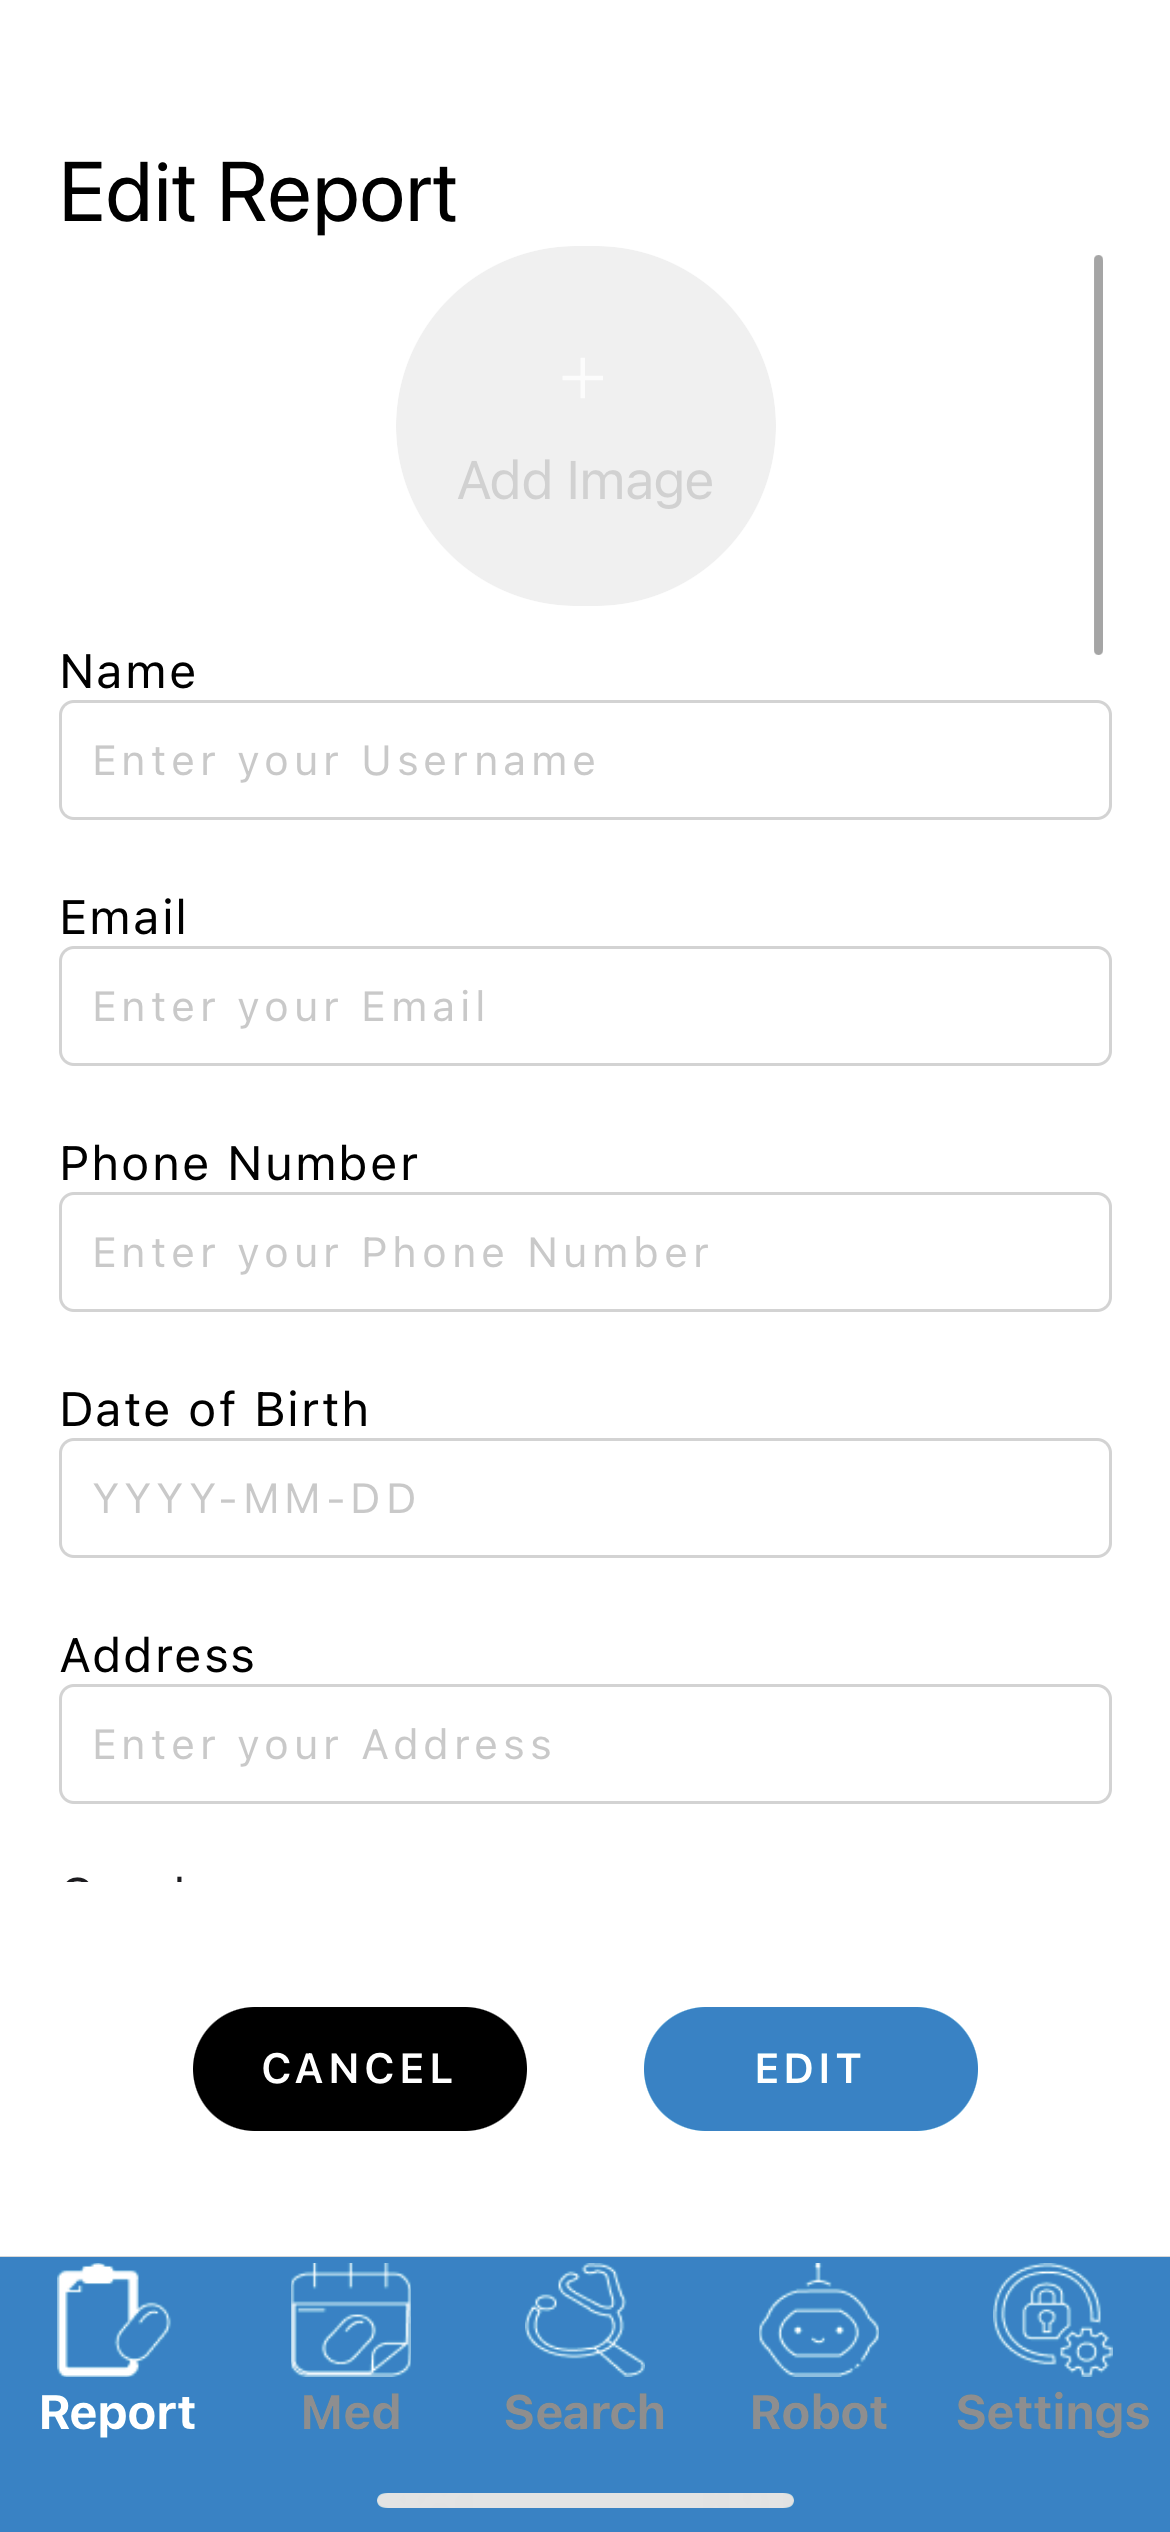 Edit Report
+
Add Image
Name
Enter your Username
Email
Enter your Email
Phone Number
Enter your Phone Number
Date of Birth
YYYY-MM-DD
Address
Enter your Address
CANCEL
EDIT
Report
Med
Search
Robot
Settings